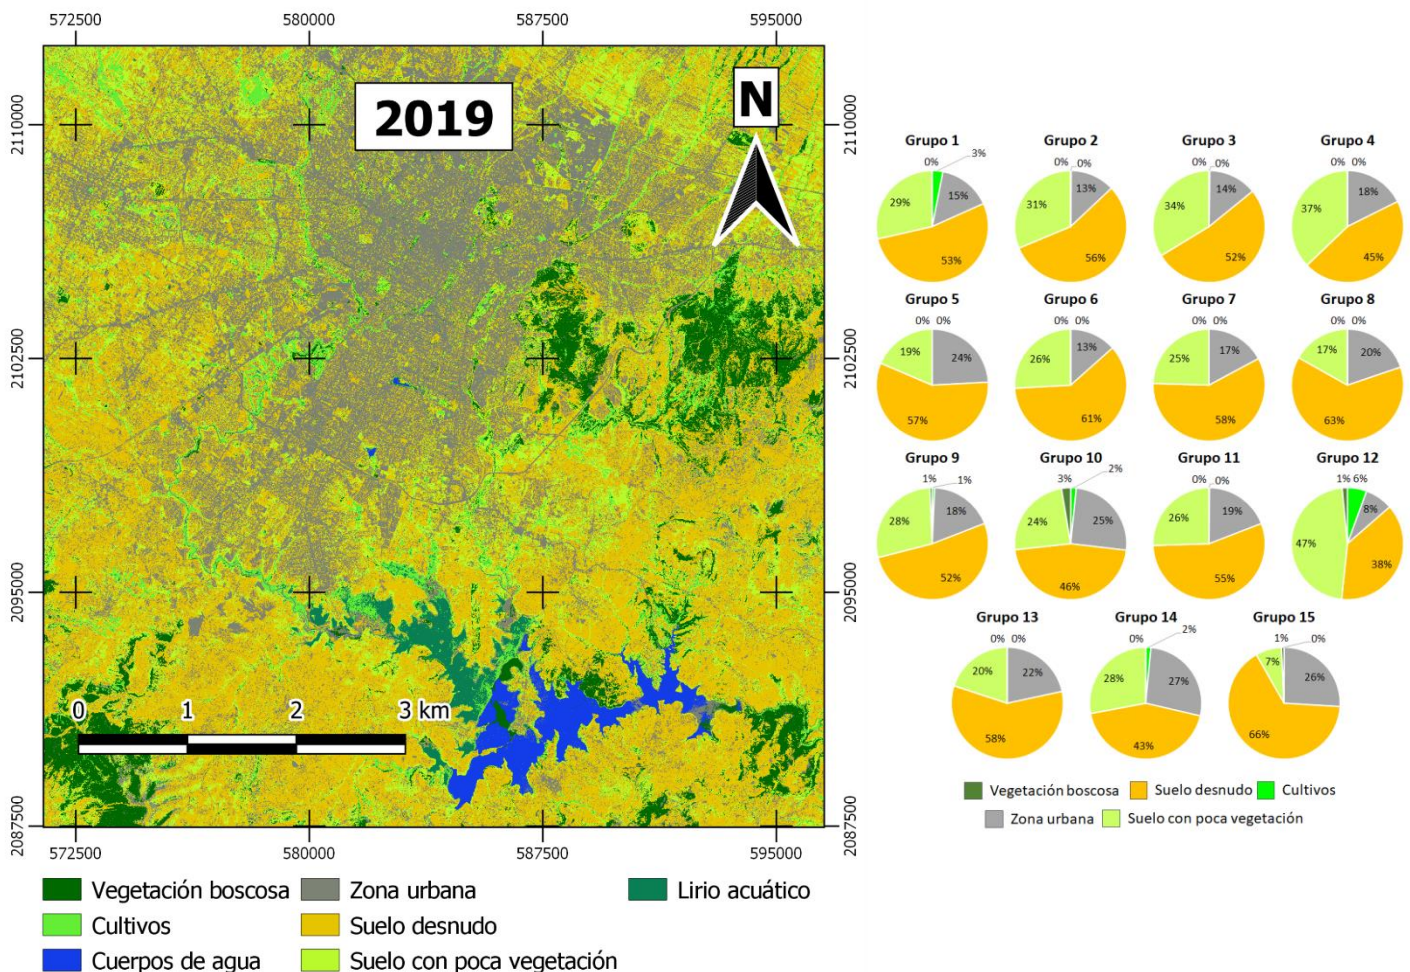 572500 580000 587500 595000
2019
N
2110000 2110000
2102500 2102500
2095000 2095000
2087500 2087500
0 1 2 3 km
572500 580000 587500 595000
Vegetación boscosa Zona urbana Lirio acuático
Cultivos Suelo desnudo
Cuerpos de agua Suelo con poca vegetación
Grupo 1 Grupo 2 Grupo 3 Grupo 4
0% 3% 0% 0% 0% 0% 0% 0%
29% 15% 31% 13% 34% 14% 37% 18%
53% 56% 52% 45%
Grupo 5 Grupo 6 Grupo 7 Grupo 8
0% 0% 0% 0% 0% 0% 0% 0%
19% 24% 26% 13% 25% 17% 17% 20%
57% 61% 58% 63%
Grupo 9 Grupo 10 Grupo 11 Grupo 12
1% 1% 3% 2% 0% 0% 1% 6%
28% 18% 24% 25% 26% 19% 47% 8%
52% 46% 55% 38%
Grupo 13 Grupo 14 Grupo 15
0% 0% 0% 2% 1% 0%
20% 22% 28% 27% 7% 26%
58% 43% 66%
Vegetación boscosa Suelo desnudo Cultivos
Zona urbana Suelo con poca vegetación